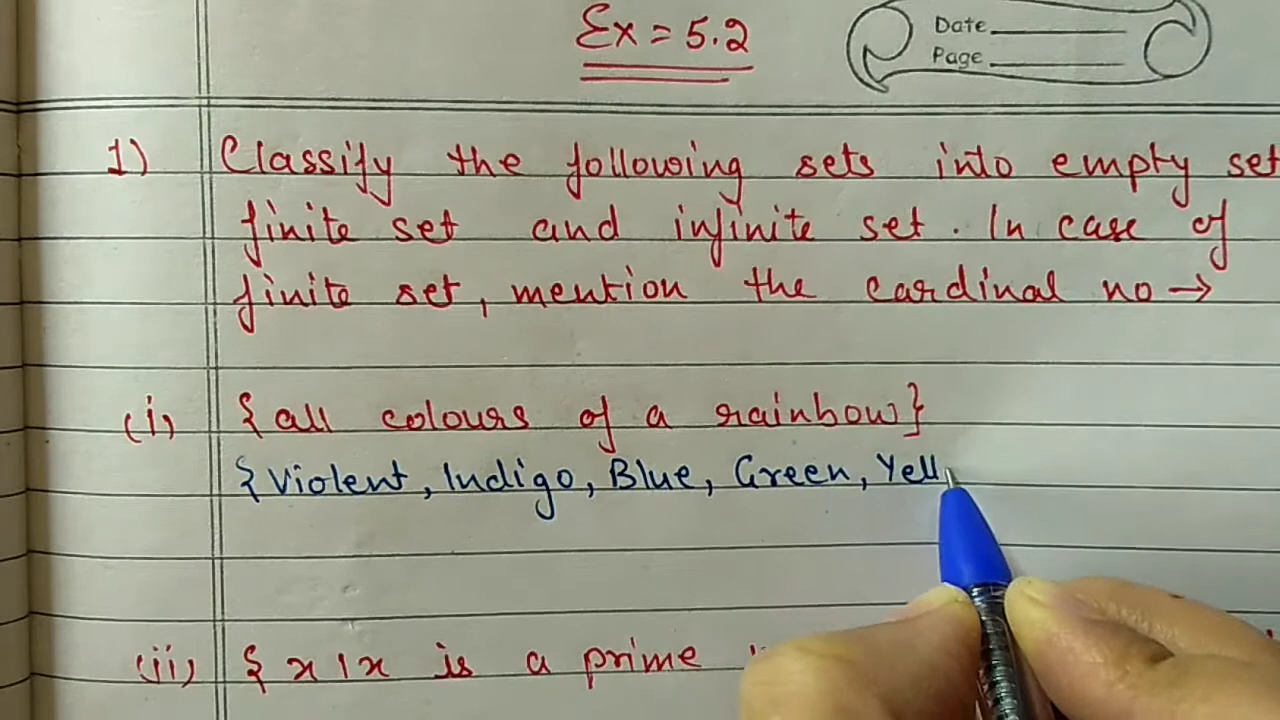 Ex = 5.2
Date
Page
1) Classify the following sets into empty set
finite set and infinite set. In case of
finite set, mention the cardinal no →
(i) {all colours of a rainbow}
{Violent, Indigo, Blue, Green, Yell
(ii) { x | x is a prime